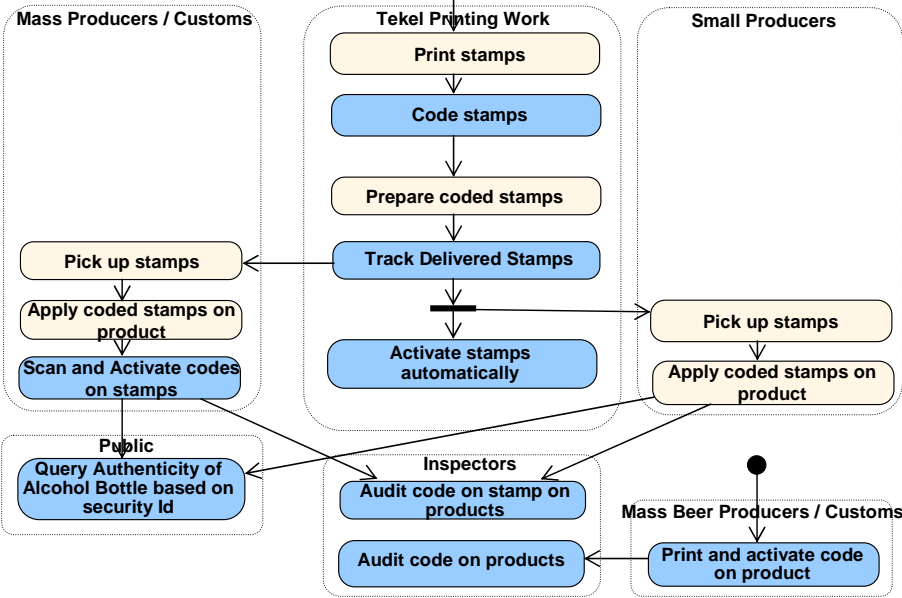 Mass Producers / Customs
Tekel Printing Work
Small Producers
Print stamps
Code stamps
Prepare coded stamps
Track Delivered Stamps
Activate stamps
automatically
Pick up stamps
Apply coded stamps on
product
Scan and Activate codes
on stamps
Pick up stamps
Apply coded stamps on
product
Public
Query Authenticity of
Alcohol Bottle based on
security Id
Inspectors
Audit code on stamp on
products
Audit code on products
Mass Beer Producers / Customs
Print and activate code
on product